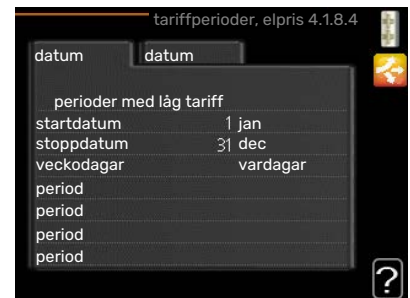 tariffperioder, elpris 4.1.8.4
datum datum
perioder med låg tariff
startdatum 1 jan
stoppdatum 31 dec
veckodagar vardagar
period
period
period
period
?